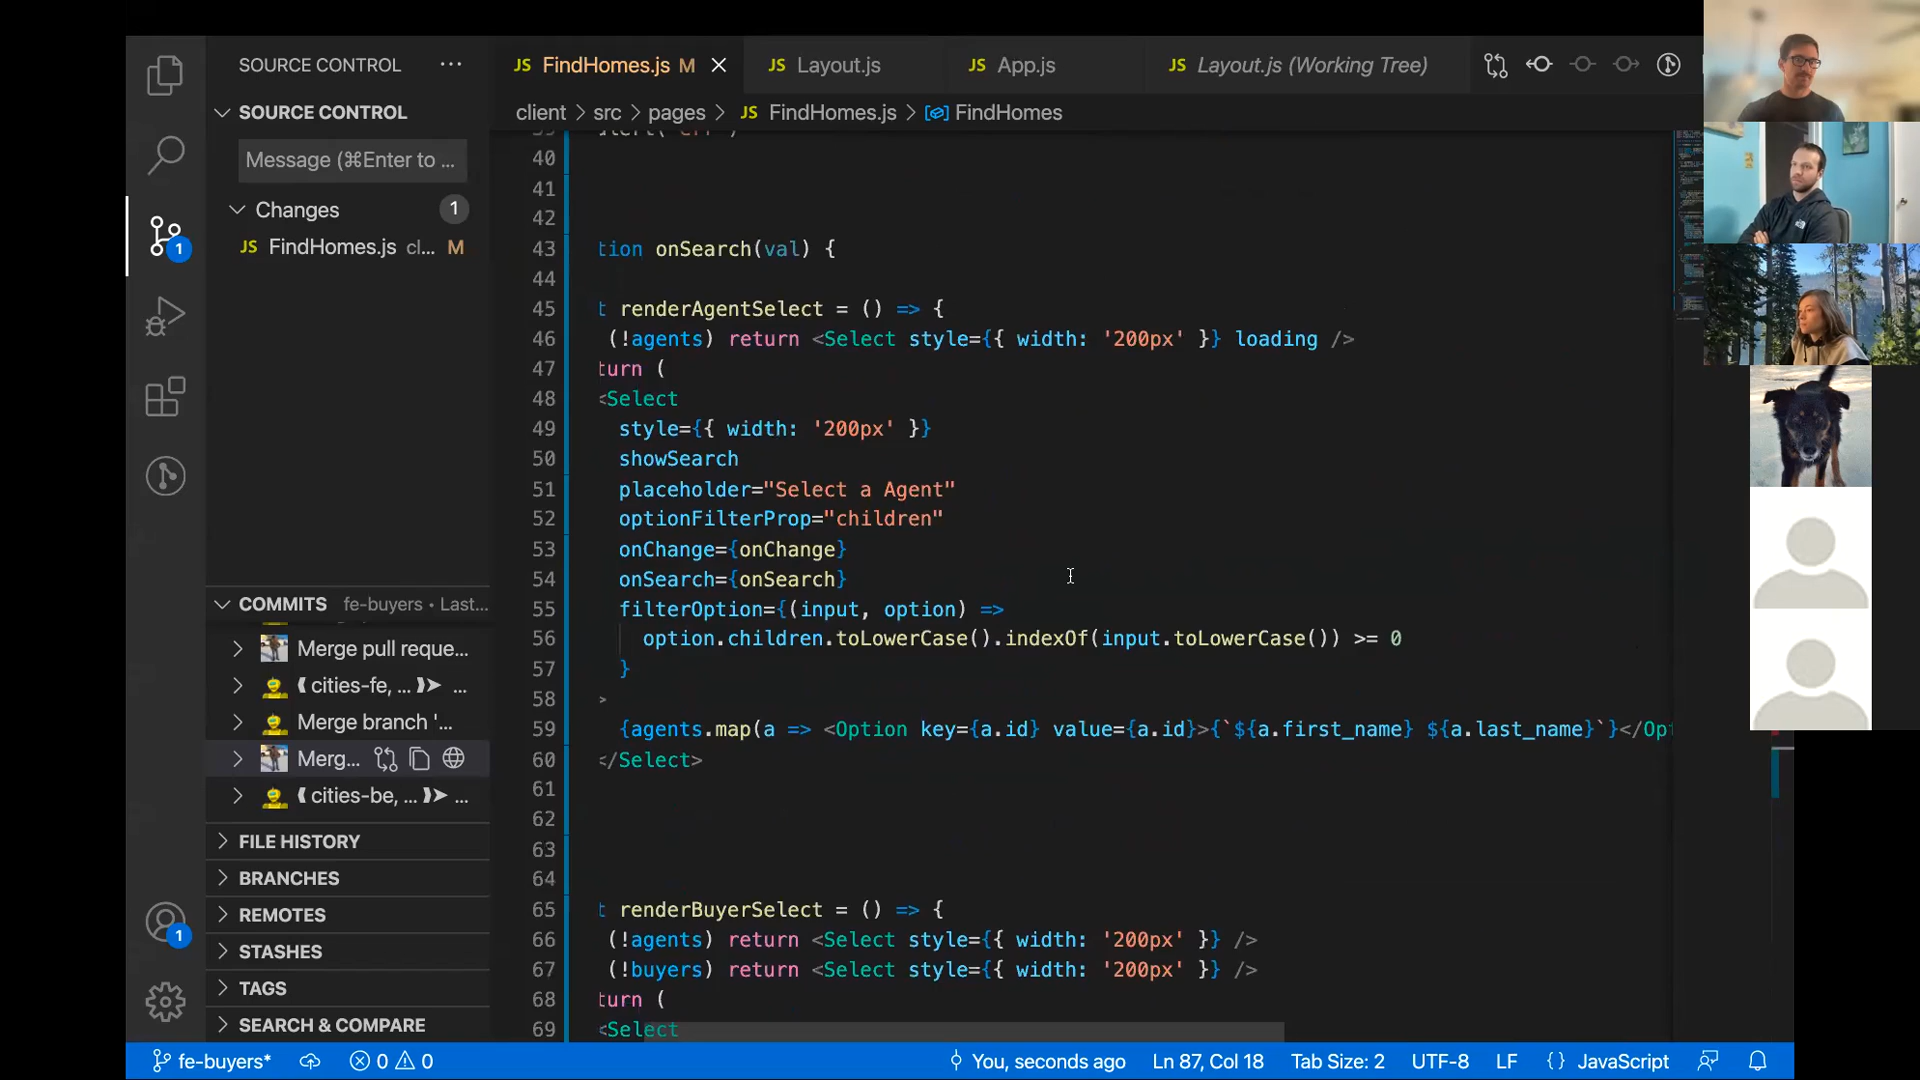 SOURCE CONTROL
SOURCE CONTROL
Message (⌘Enter to ...
Changes 1
JS FindHomes.js cl... M
COMMITS fe-buyers • Last...
Merge pull reque...
cities-fe, ... ...
Merge branch '...
Merg...
cities-be, ... ...
FILE HISTORY
BRANCHES
REMOTES
STASHES
TAGS
SEARCH & COMPARE
1
1
JS FindHomes.js M
JS Layout.js
JS App.js
JS Layout.js (Working Tree)
client > src > pages > JS FindHomes.js > FindHomes
40
41
42
43 tion onSearch(val) {
44
45 t renderAgentSelect = () => {
46 (!agents) return <Select style={{ width: '200px' }} loading />
47 turn (
48 <Select
49 style={{ width: '200px' }}
50 showSearch
51 placeholder="Select a Agent"
52 optionFilterProp="children"
53 onChange={onChange}
54 onSearch={onSearch}
55 filterOption={(input, option) =>
56 option.children.toLowerCase().indexOf(input.toLowerCase()) >= 0
57 }
58 >
59 {agents.map(a => <Option key={a.id} value={a.id}>{`${a.first_name} ${a.last_name}`}</Opt
60 </Select>
61
62
63
64
65 t renderBuyerSelect = () => {
66 (!agents) return <Select style={{ width: '200px' }} />
67 (!buyers) return <Select style={{ width: '200px' }} />
68 turn (
69 <Select
fe-buyers* 0 0 You, seconds ago Ln 87, Col 18 Tab Size: 2 UTF-8 LF {} JavaScript